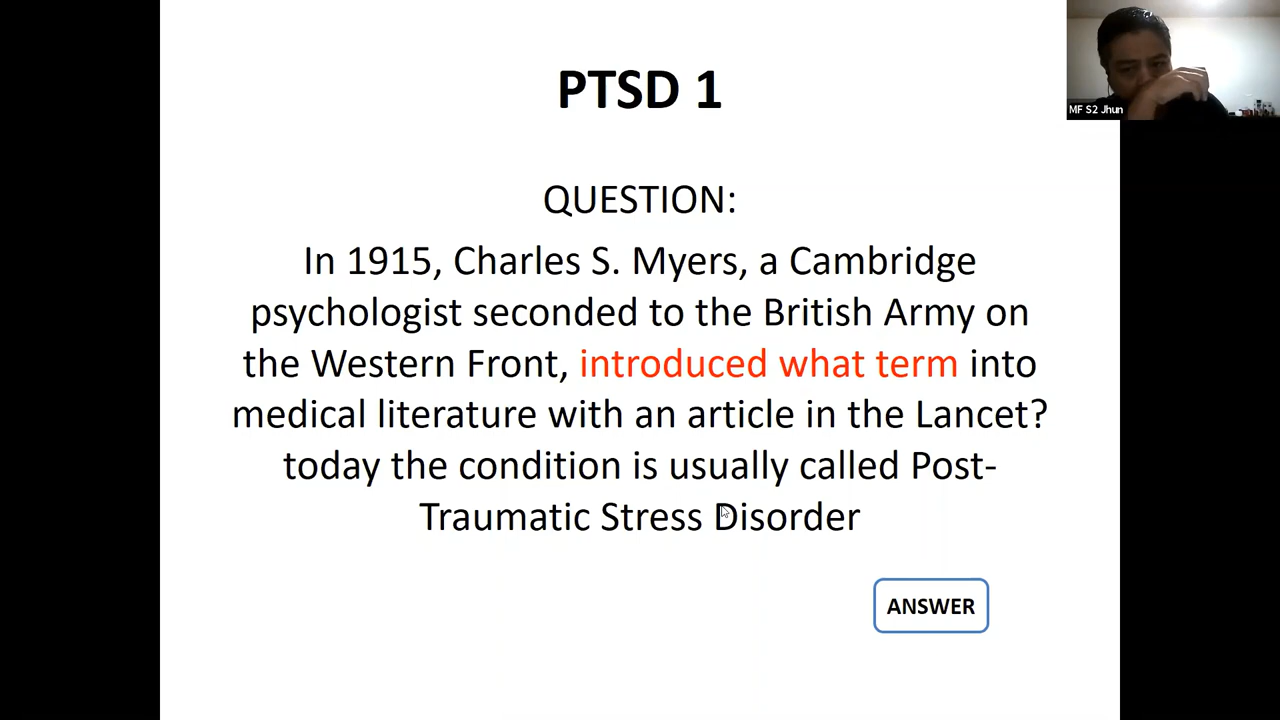 PTSD 1
MF S2 Jhun
QUESTION:
In 1915, Charles S. Myers, a Cambridge
psychologist seconded to the British Army on
the Western Front, introduced what term into
medical literature with an article in the Lancet?
today the condition is usually called Post-
Traumatic Stress Disorder
ANSWER